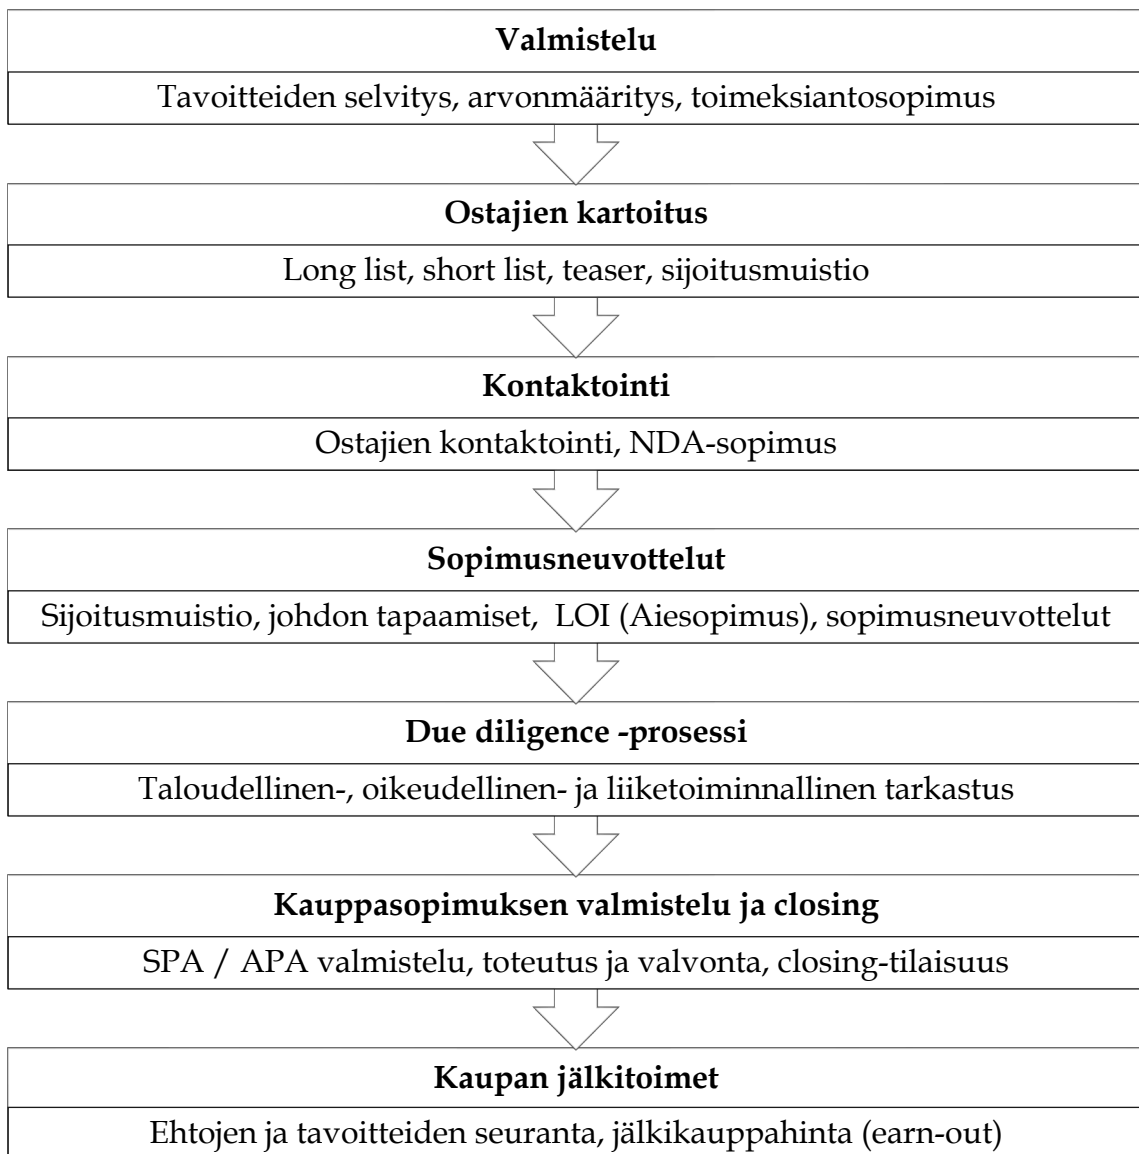 Valmistelu
Tavoitteiden selvitys, arvonmääritys, toimeksiantosopimus
Ostajien kartoitus
Long list, short list, teaser, sijoitusmuistio
Kontaktointi
Ostajien kontaktointi, NDA-sopimus
Sopimusneuvottelut
Sijoitusmuistio, johdon tapaamiset, LOI (Aiesopimus), sopimusneuvottelut
Due diligence -prosessi
Taloudellinen-, oikeudellinen- ja liiketoiminnallinen tarkastus
Kauppasopimuksen valmistelu ja closing
SPA / APA valmistelu, toteutus ja valvonta, closing-tilaisuus
Kaupan jälkitoimet
Ehtojen ja tavoitteiden seuranta, jälkikauppahinta (earn-out)